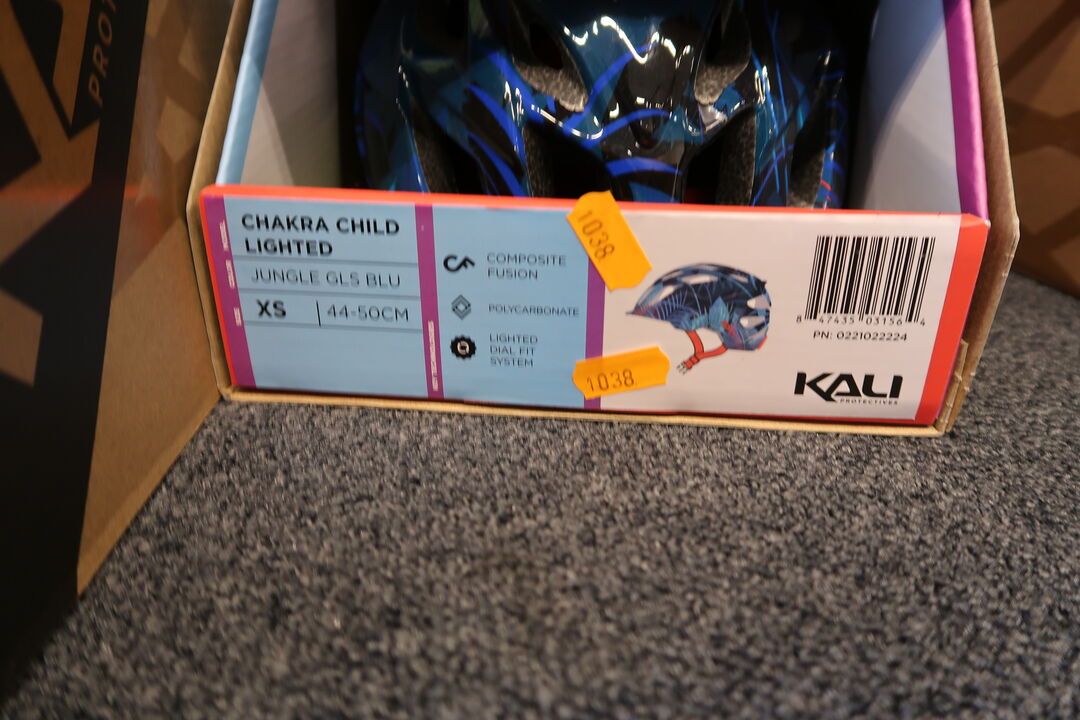 PROT
CHAKRA CHILD
LIGHTED
JUNGLE GLS BLU
XS 44-50CM
COMPOSITE
FUSION
POLYCARBONATE
LIGHTED
DIAL FIT
SYSTEM
1038
1038
8 47435 03156 4
PN: 0221022224
KALI
PROTECTIVES